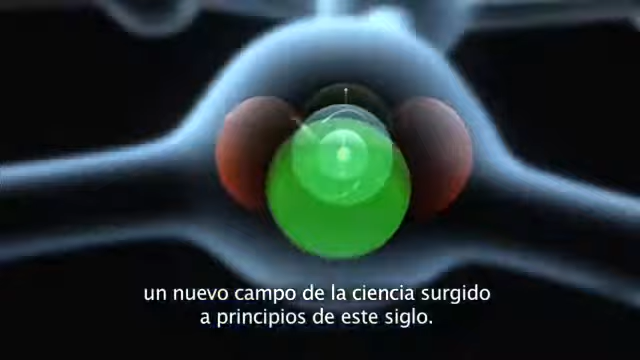 un nuevo campo de la ciencia surgido
a principios de este siglo.